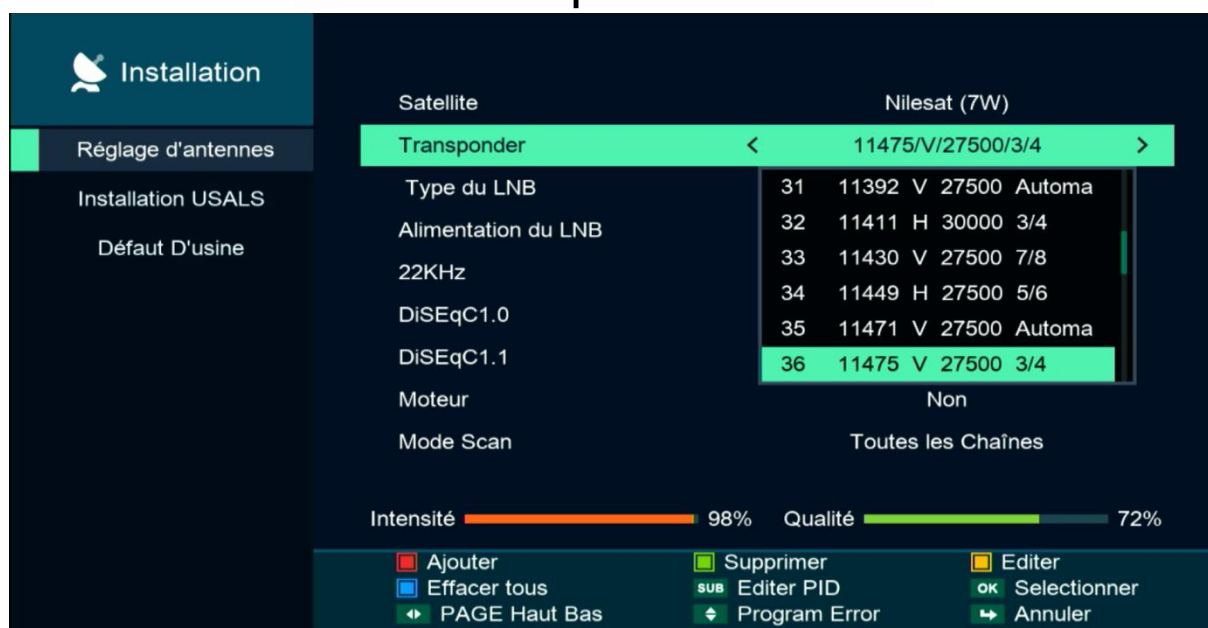 Installation
Réglage d'antennes
Installation USALS
Défaut D'usine
Satellite Nilesat (7W)
Transponder < 11475/V/27500/3/4 >
Type du LNB
Alimentation du LNB
22KHz
DiSEqC1.0
DiSEqC1.1
31 11392 V 27500 Automa
32 11411 H 30000 3/4
33 11430 V 27500 7/8
34 11449 H 27500 5/6
35 11471 V 27500 Automa
36 11475 V 27500 3/4
Moteur Non
Mode Scan Toutes les Chaînes
Intensité 98% Qualité 72%
Ajouter Supprimer Editer
Effacer tous SUB Editer PID OK Selectionner
PAGE Haut Bas Program Error Annuler